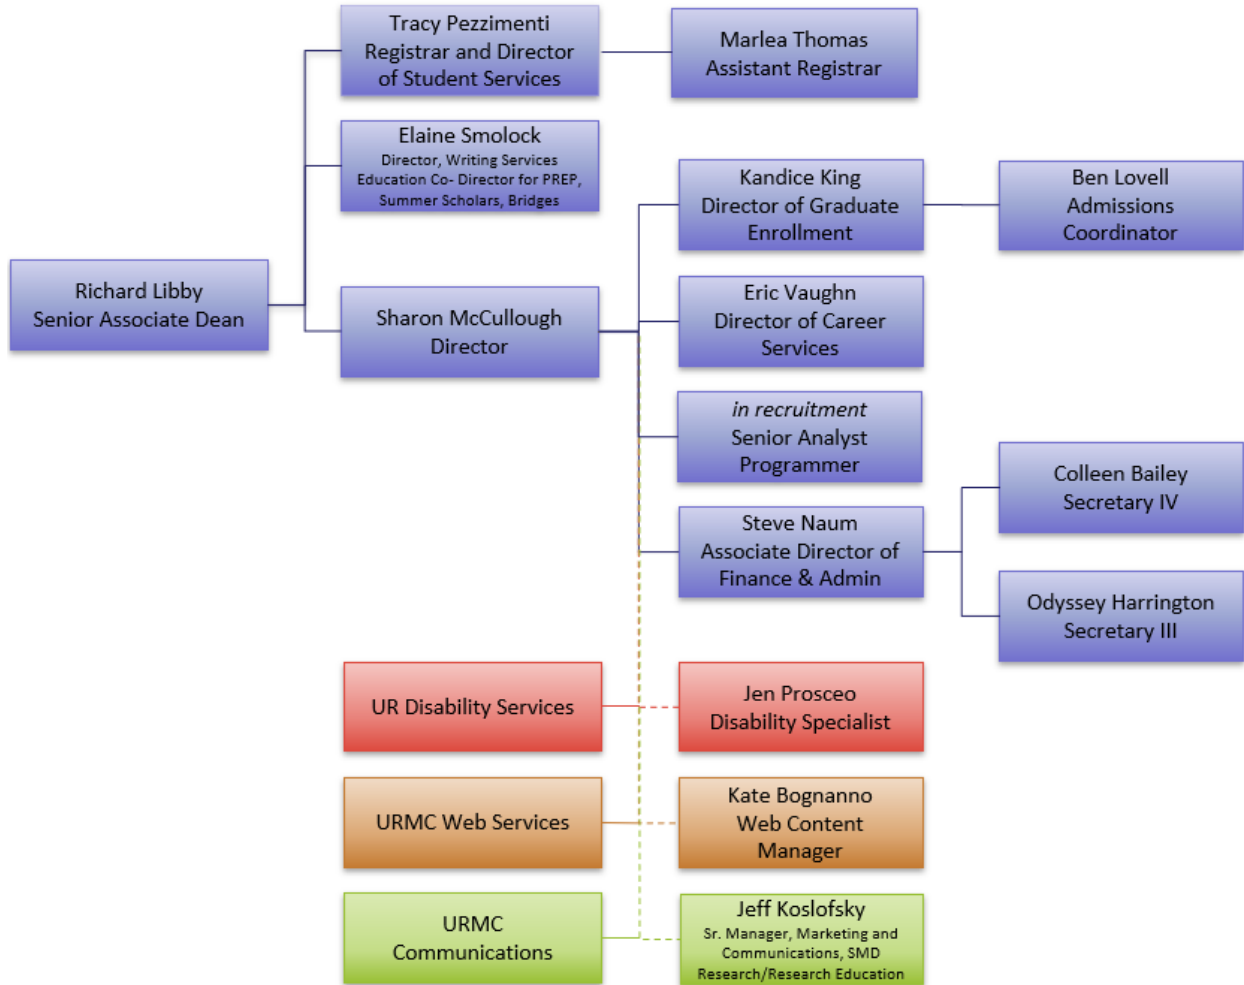 Tracy Pezzimenti
Registrar and Director
of Student Services
Marlea Thomas
Assistant Registrar
Elaine Smolock
Director, Writing Services
Education Co- Director for PREP,
Summer Scholars, Bridges
Kandice King
Director of Graduate
Enrollment
Ben Lovell
Admissions
Coordinator
Richard Libby
Senior Associate Dean
Sharon McCullough
Director
Eric Vaughn
Director of Career
Services
in recruitment
Senior Analyst
Programmer
Steve Naum
Associate Director of
Finance & Admin
Colleen Bailey
Secretary IV
Odyssey Harrington
Secretary III
UR Disability Services
Jen Prosceo
Disability Specialist
URMC Web Services
Kate Bognanno
Web Content
Manager
URMC
Communications
Jeff Koslofsky
Sr. Manager, Marketing and
Communications, SMD
Research/Research Education